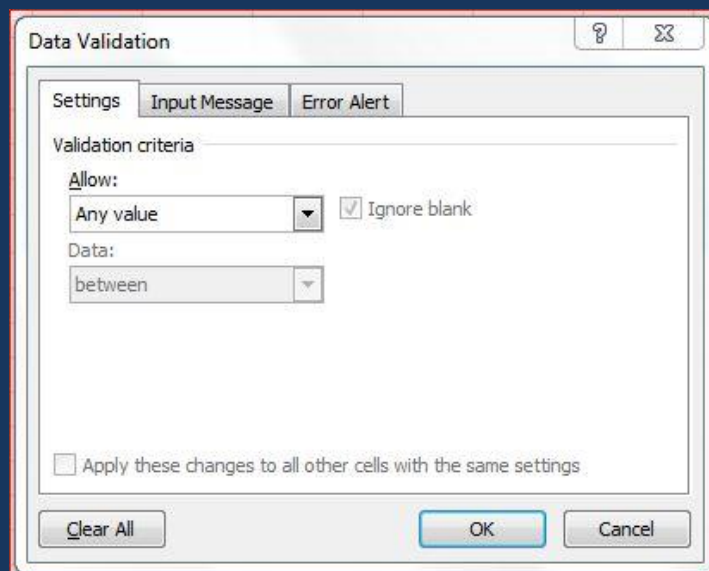 Data Validation
Settings Input Message Error Alert
Validation criteria
Allow:
Any value Ignore blank
Data:
between
Apply these changes to all other cells with the same settings
Clear All OK Cancel